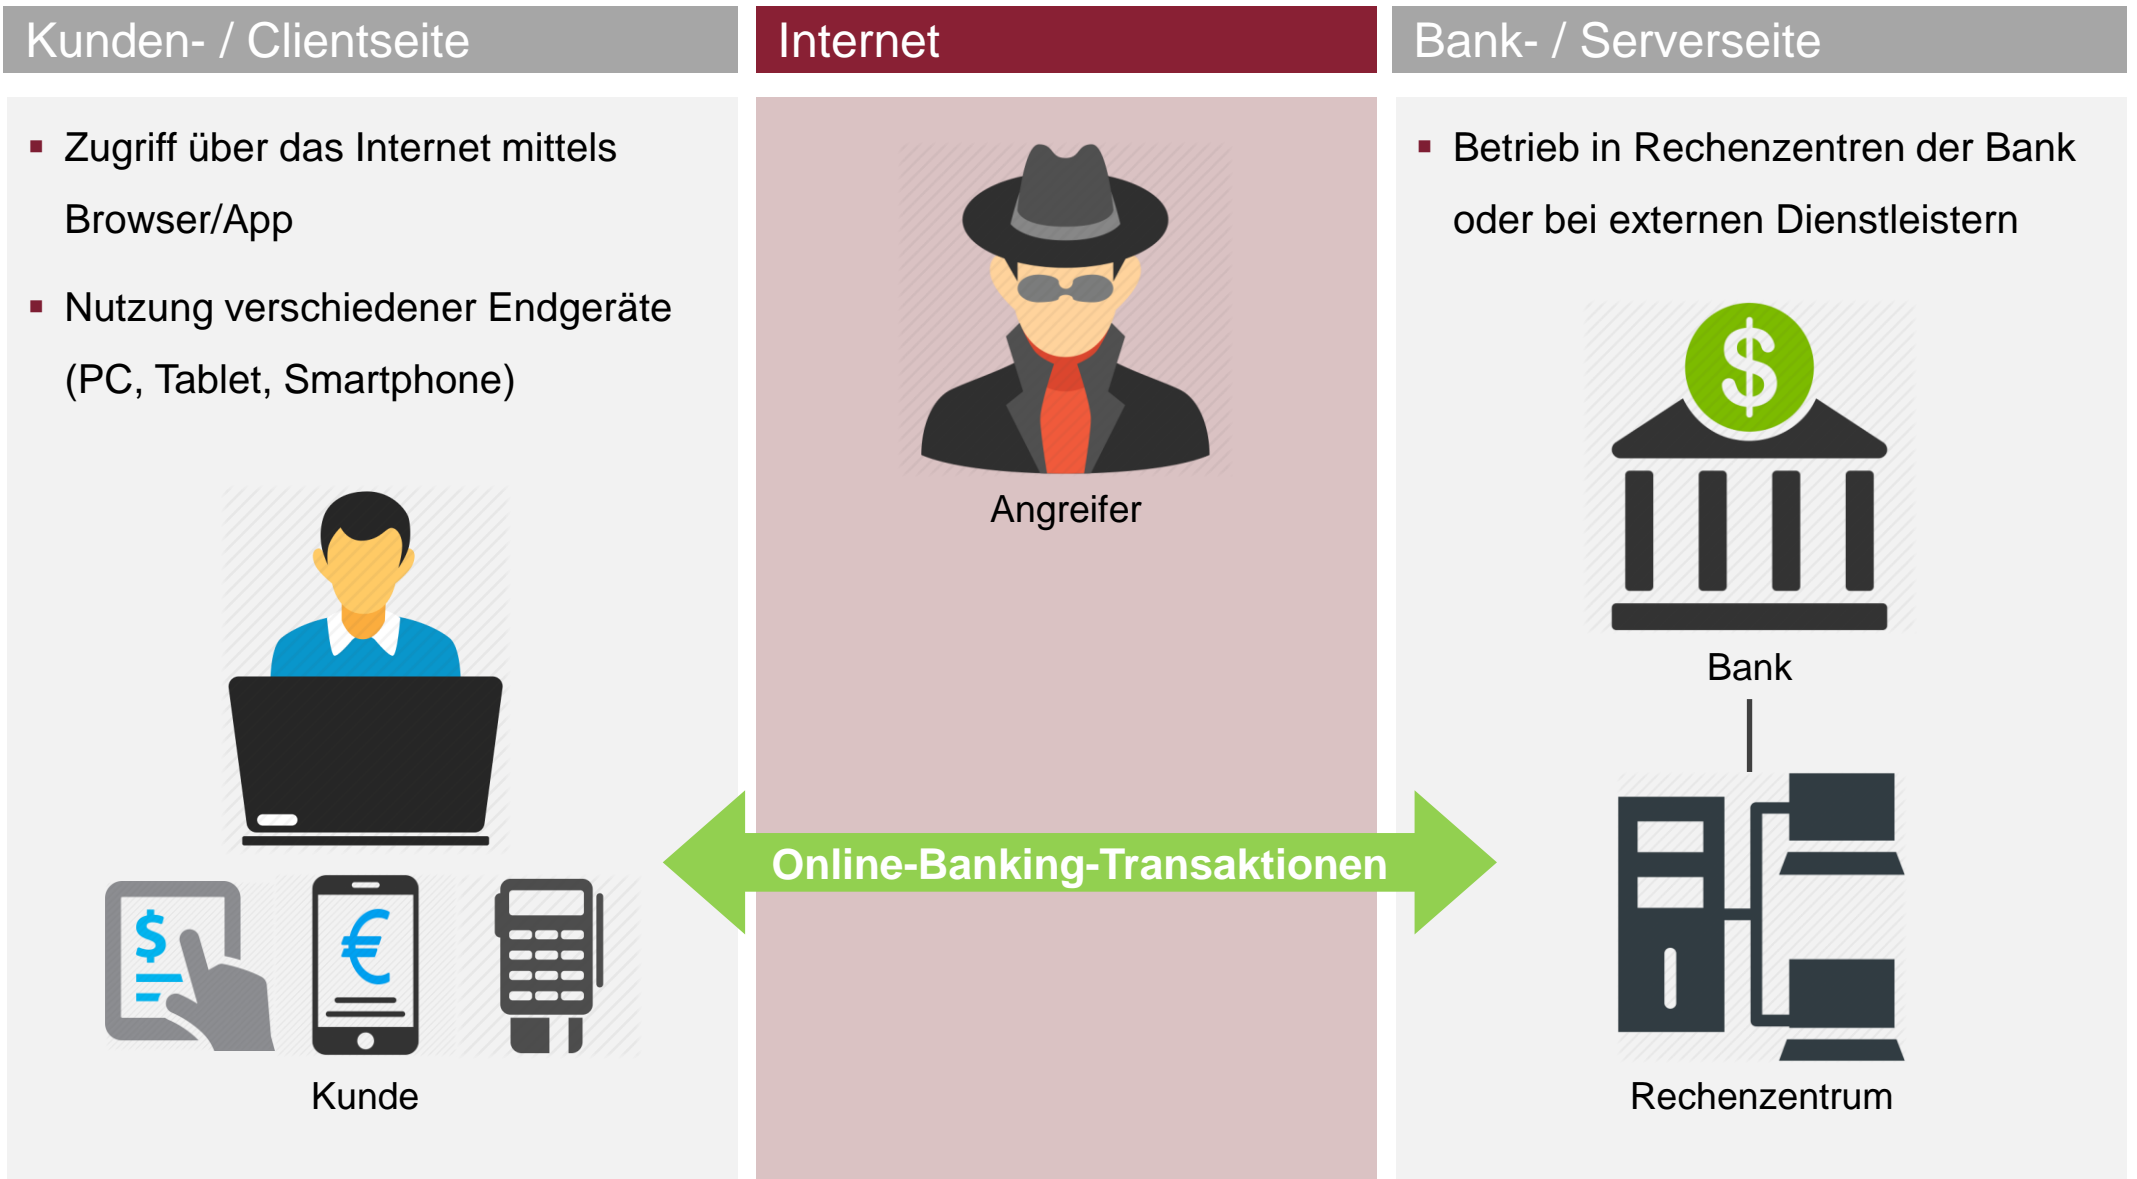 Kunden- / Clientseite
▪ Zugriff über das Internet mittels
Browser/App
▪ Nutzung verschiedener Endgeräte
(PC, Tablet, Smartphone)
$
€
Kunde
Internet
Angreifer
Online-Banking-Transaktionen
Bank- / Serverseite
▪ Betrieb in Rechenzentren der Bank
oder bei externen Dienstleistern
$
Bank
Rechenzentrum